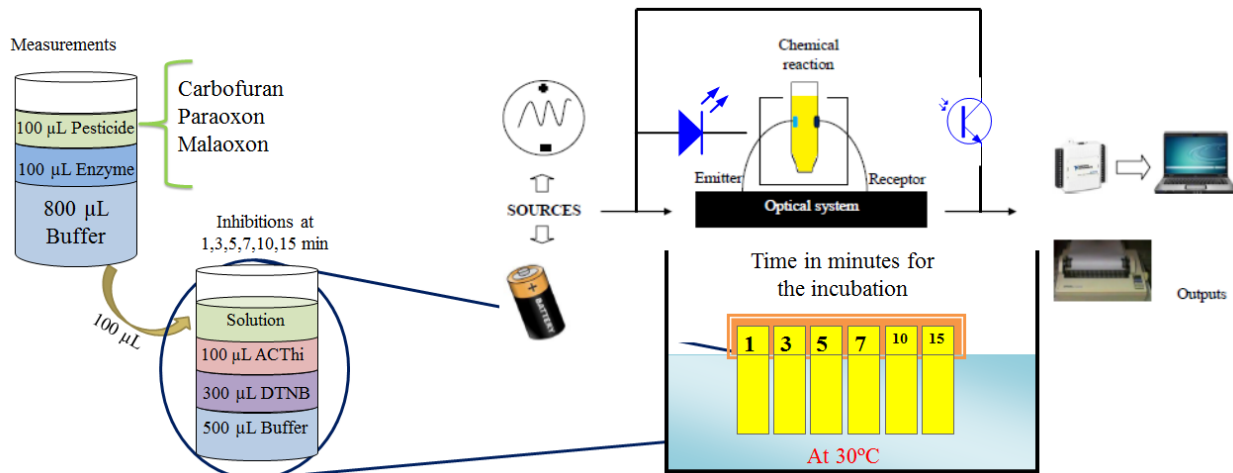 Measurements
100 µL Pesticide
100 µL Enzyme
800 µL
Buffer
Carbofuran
Paraoxon
Malaoxon
100 µL
Inhibitions at
1,3,5,7,10,15 min
Solution
100 µL ACThi
300 µL DTNB
500 µL Buffer
SOURCES
BATTERY
Chemical
reaction
Emitter
Receptor
Optical system
Time in minutes for
the incubation
1 3 5 7 10 15
At 30°C
Outputs